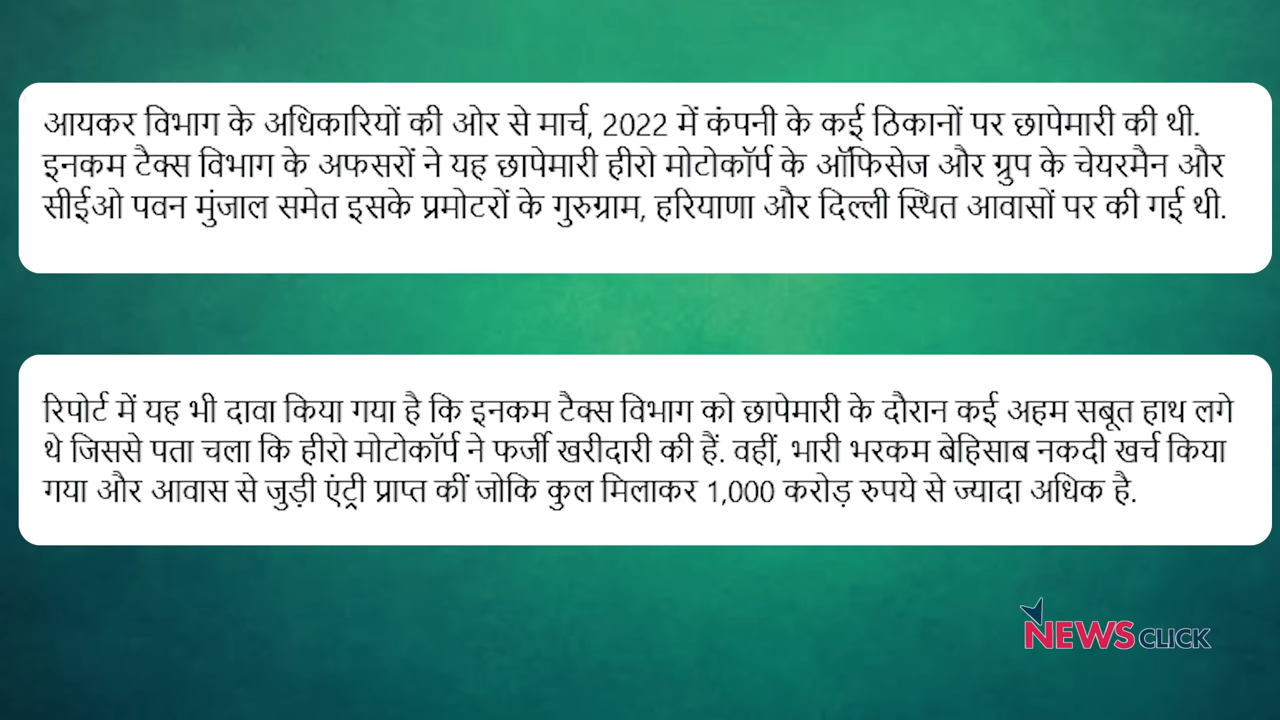 आयकर विभाग के अधिकारियों की ओर से मार्च, 2022 में कंपनी के कई ठिकानों पर छापेमारी की थी.
इनकम टैक्स विभाग के अफसरों ने यह छापेमारी हीरो मोटोकॉर्प के ऑफिसेज और ग्रुप के चेयरमैन और
सीईओ पवन मुंजाल समेत इसके प्रमोटरों के गुरुग्राम, हरियाणा और दिल्ली स्थित आवासों पर की गई थी.
रिपोर्ट में यह भी दावा किया गया है कि इनकम टैक्स विभाग को छापेमारी के दौरान कई अहम सबूत हाथ लगे
थे जिससे पता चला कि हीरो मोटोकॉर्प ने फर्जी खरीदारी की हैं. वहीं, भारी भरकम बेहिसाब नकदी खर्च किया
गया और आवास से जुड़ी एंट्री प्राप्त कीं जोकि कुल मिलाकर 1,000 करोड़ रुपये से ज्यादा अधिक है.
NEWSCLICK